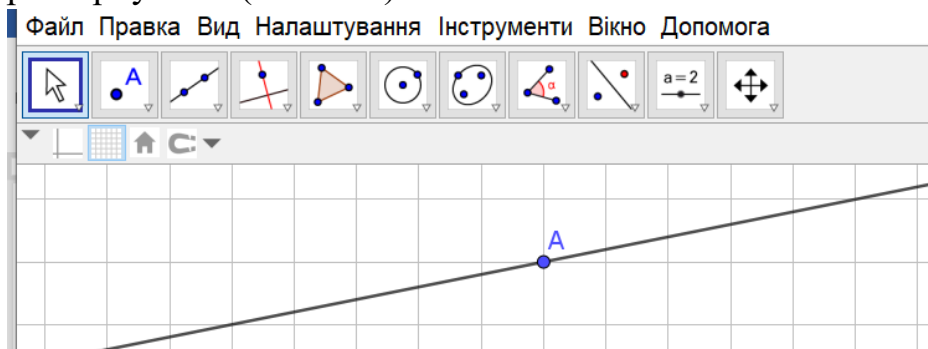 Файл Правка Вид Налаштування Інструменти Вікно Допомога
A
α
a=2
A